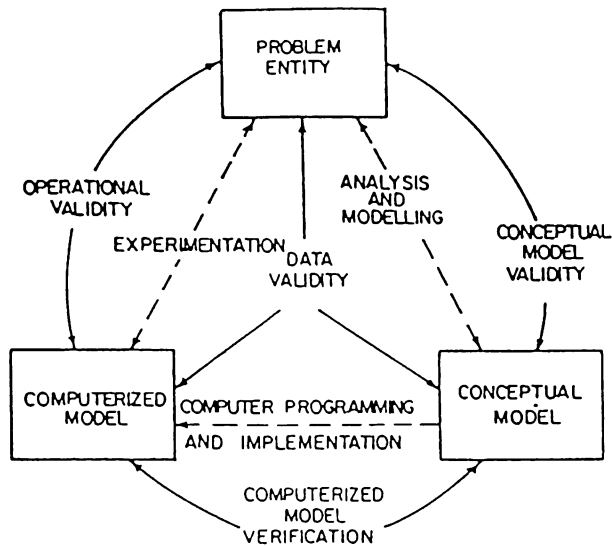 PROBLEM
ENTITY
OPERATIONAL
VALIDITY
ANALYSIS
AND
MODELLING
CONCEPTUAL
MODEL
VALIDITY
EXPERIMENTATION
DATA
VALIDITY
COMPUTERIZED
MODEL
COMPUTER PROGRAMMING
AND IMPLEMENTATION
CONCEPTUAL
MODEL
COMPUTERIZED
MODEL
VERIFICATION